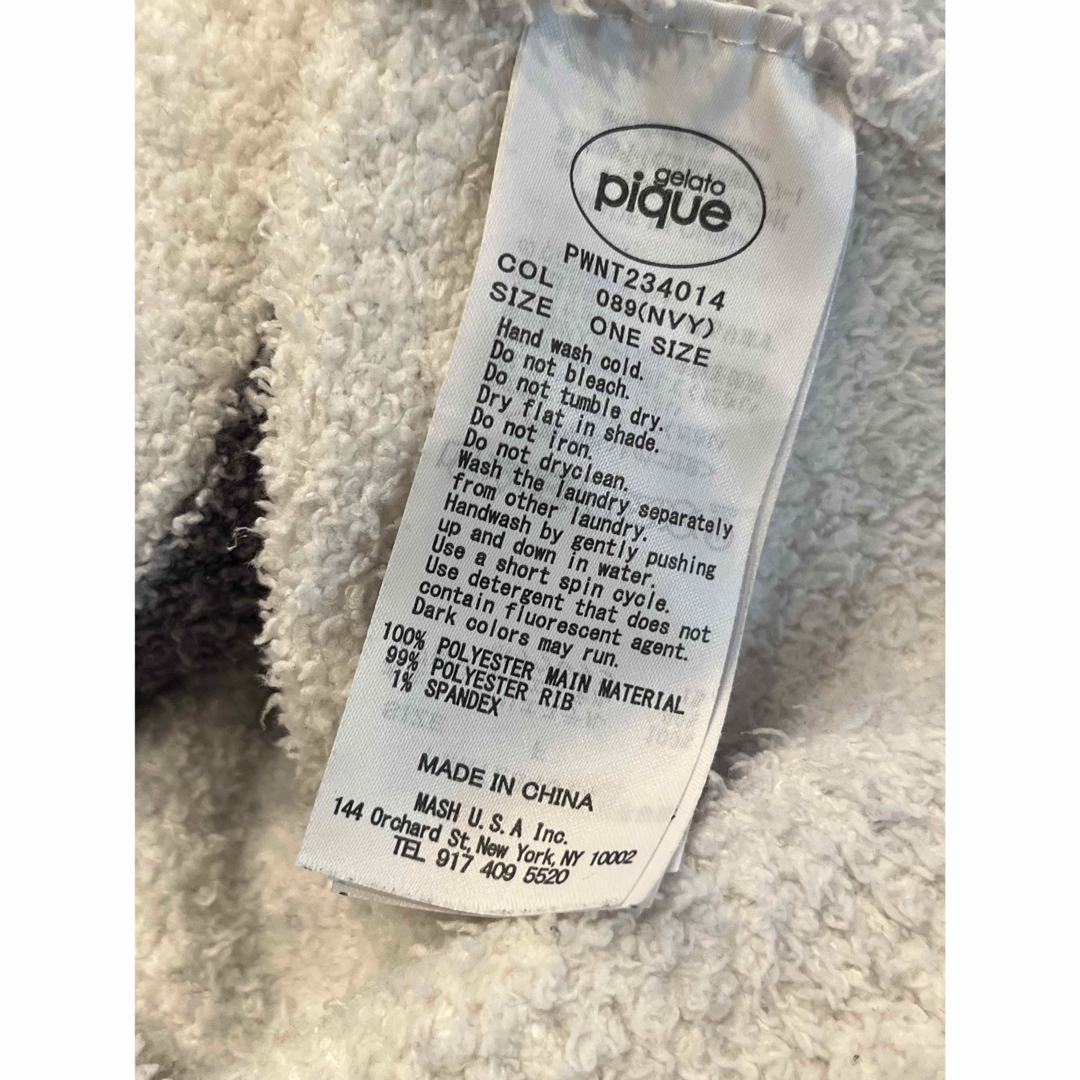 gelato
pique
PWNT234014
COL 089(NVY)
SIZE ONE SIZE
Hand wash cold.
Do not bleach.
Do not tumble dry.
Dry flat in shade.
Do not iron.
Do not dryclean.
Wash the laundry separately
from other laundry.
Handwash by gently pushing
up and down in water.
Use a short spin cycle.
Use detergent that does not
contain fluorescent agent.
Dark colors may run.
100% POLYESTER MAIN MATERIAL
99% POLYESTER RIB
1% SPANDEX
MADE IN CHINA
MASH U.S.A Inc.
144 Orchard St, New York, NY 10002
TEL 917 409 5520